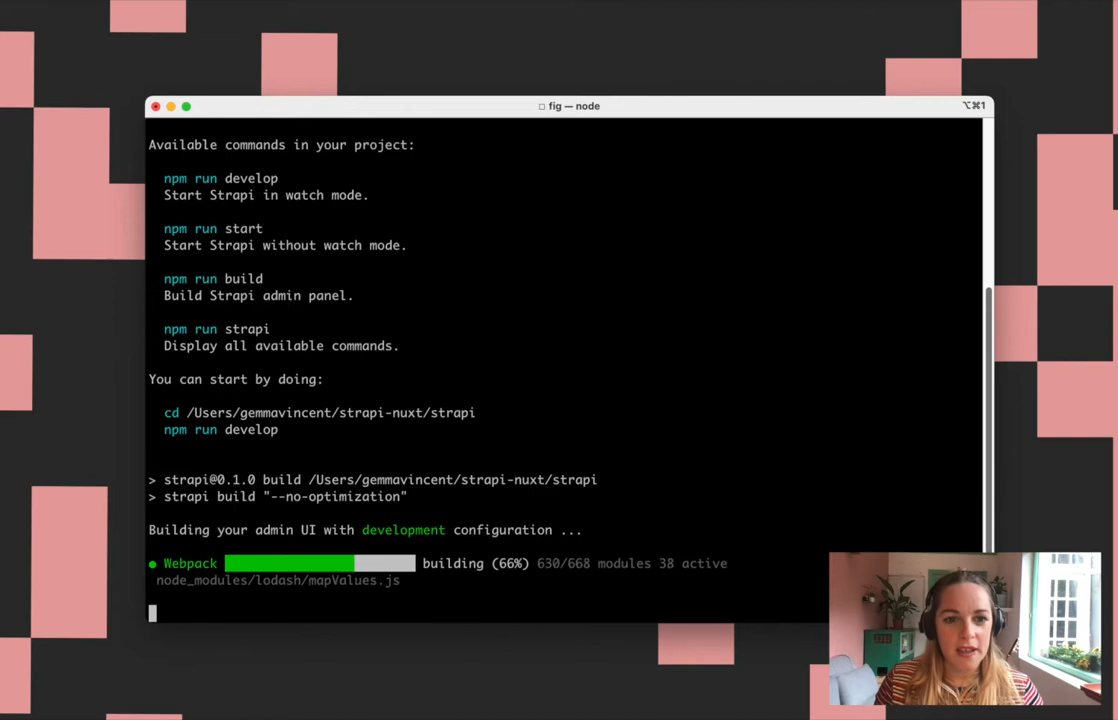 fig — node
⌥⌘1
Available commands in your project:
npm run develop
Start Strapi in watch mode.
npm run start
Start Strapi without watch mode.
npm run build
Build Strapi admin panel.
npm run strapi
Display all available commands.
You can start by doing:
cd /Users/gemmavincent/strapi-nuxt/strapi
npm run develop
> strapi@0.1.0 build /Users/gemmavincent/strapi-nuxt/strapi
> strapi build "--no-optimization"
Building your admin UI with development configuration ...
● Webpack building (66%) 630/668 modules 38 active
node_modules/lodash/mapValues.js